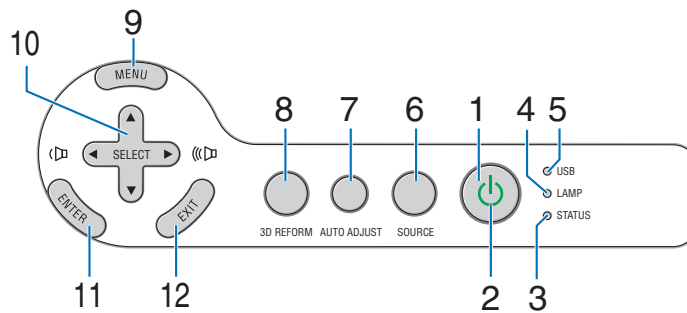 9
10
MENU
8
7
6
1
4
5
SELECT
USB
LAMP
STATUS
ENTER
EXIT
3D REFORM
AUTO ADJUST
SOURCE
11
12
2
3